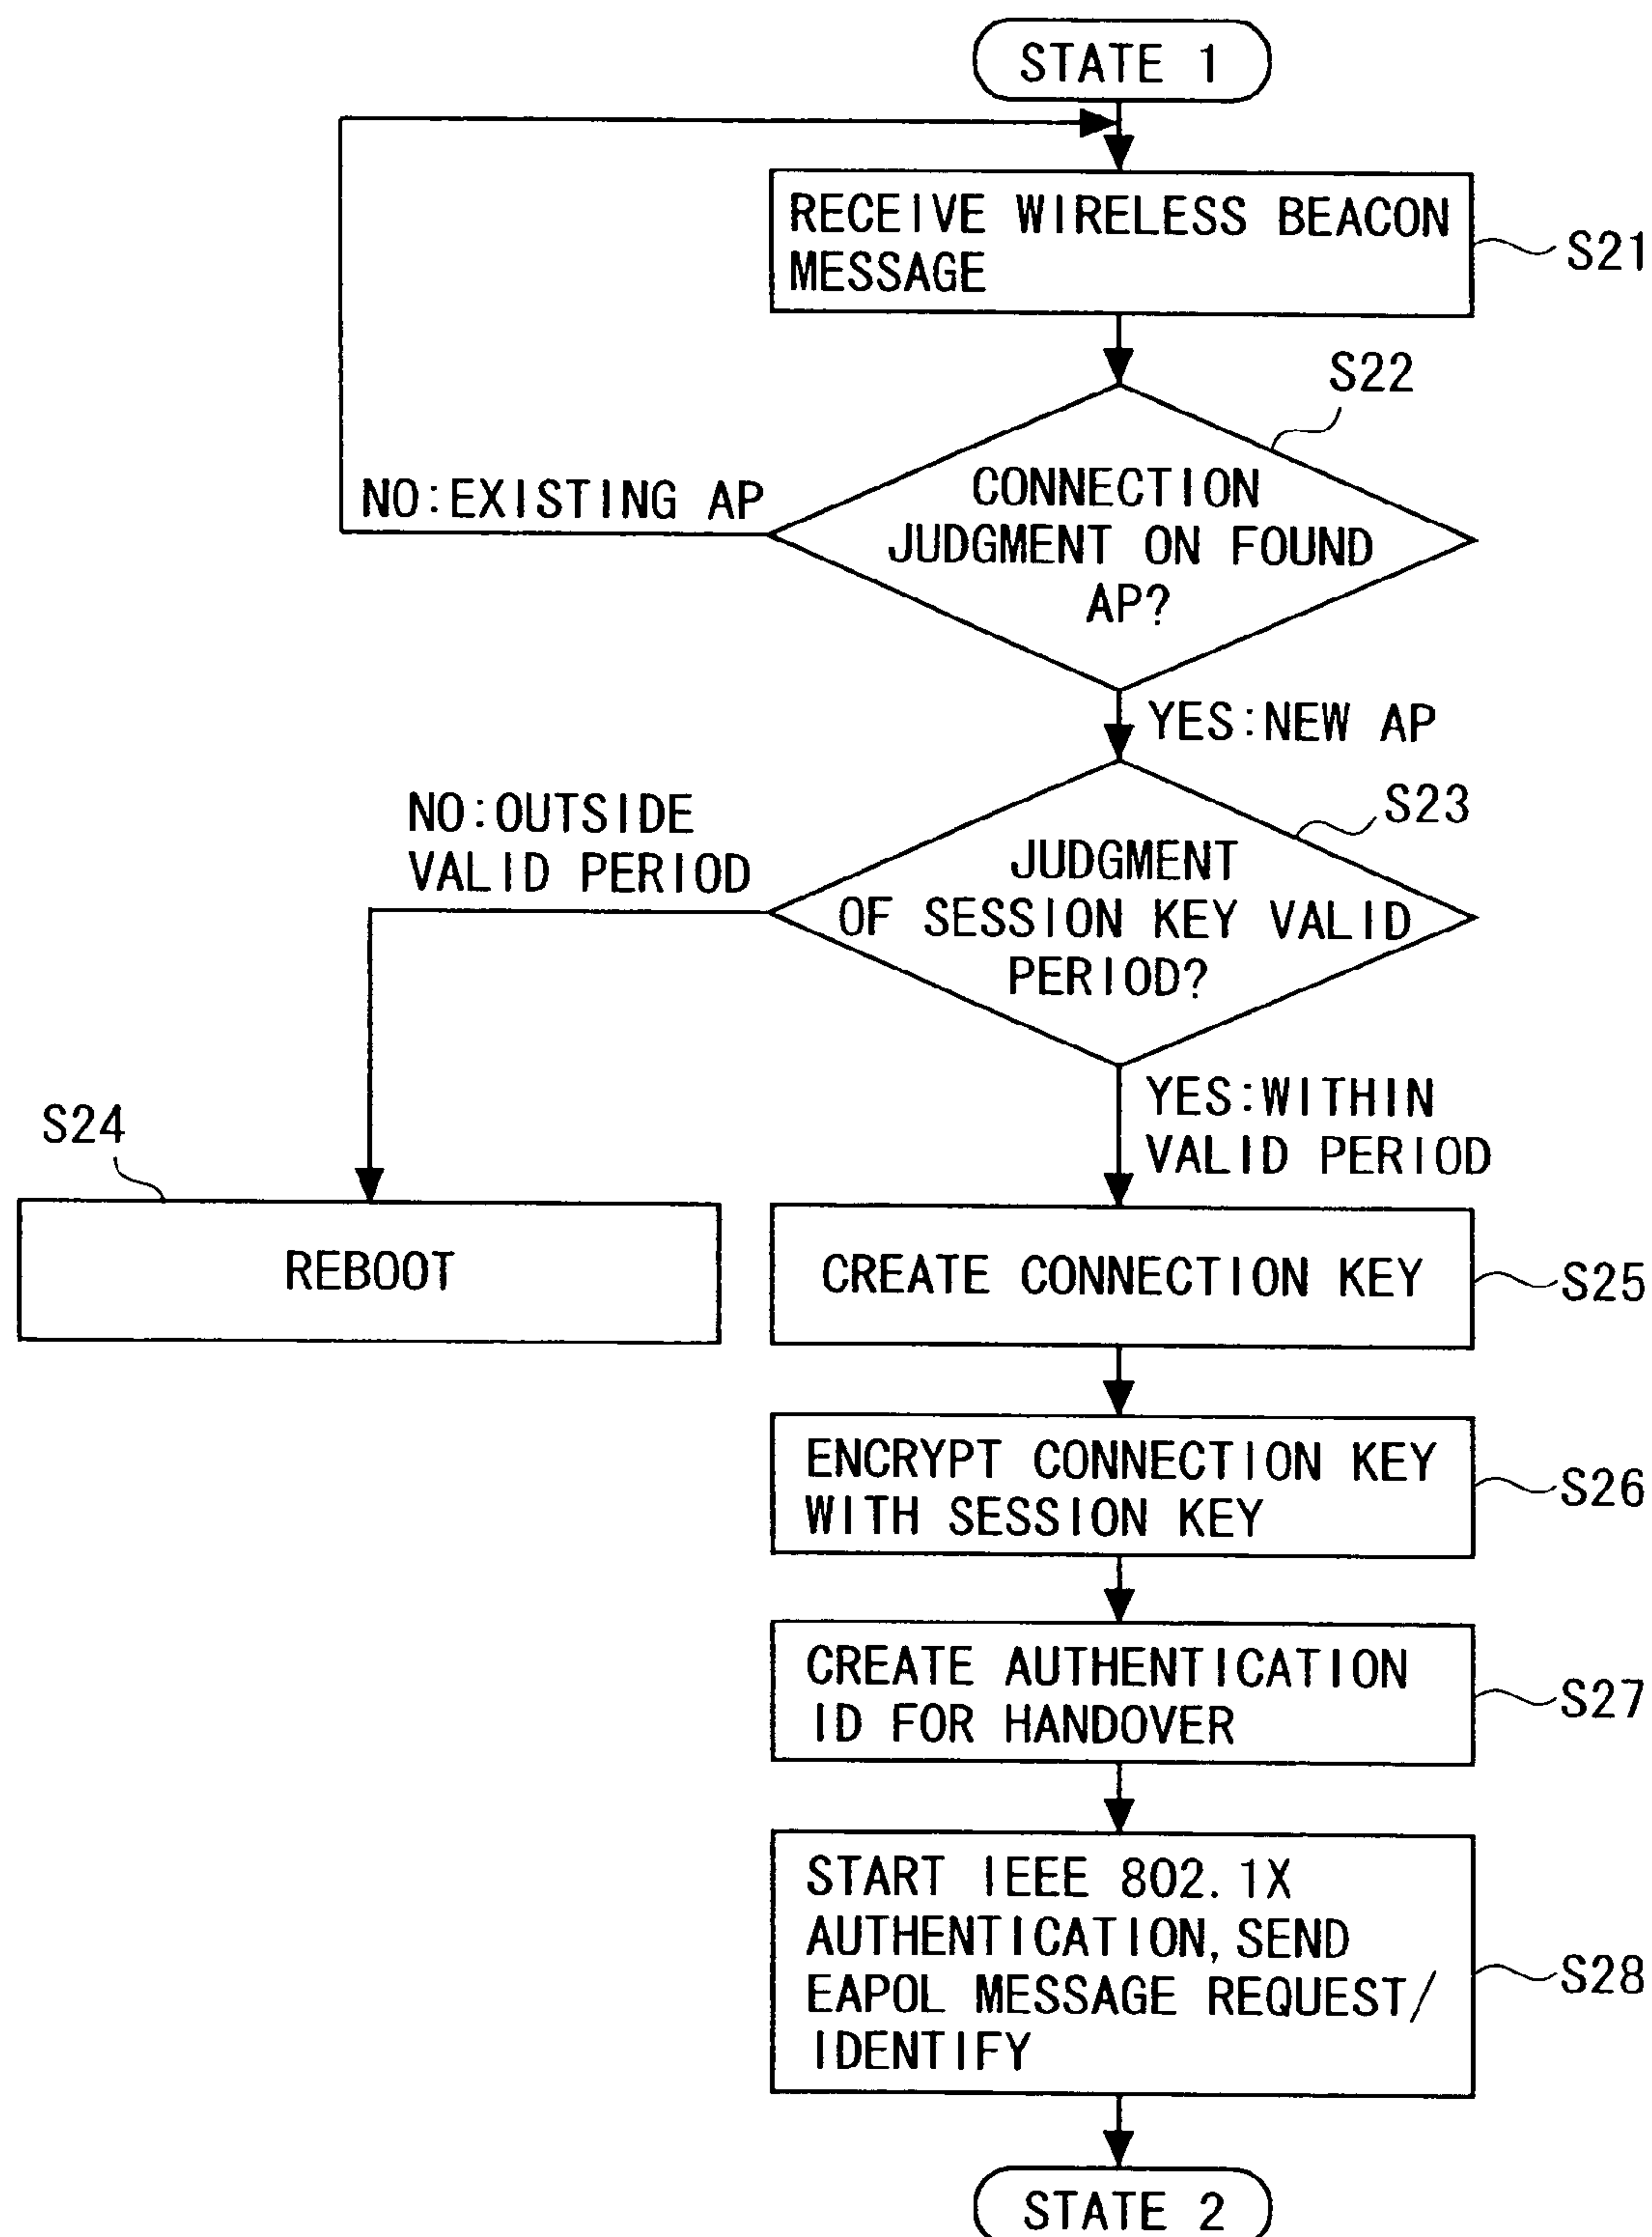 STATE 1
RECEIVE WIRELESS BEACON
MESSAGE
S21
S22
CONNECTION
JUDGMENT ON FOUND
AP?
NO:EXISTING AP
YES:NEW AP
S23
JUDGMENT
OF SESSION KEY VALID
PERIOD?
NO:OUTSIDE
VALID PERIOD
YES:WITHIN
VALID PERIOD
S24
REBOOT
CREATE CONNECTION KEY
S25
ENCRYPT CONNECTION KEY
WITH SESSION KEY
S26
CREATE AUTHENTICATION
ID FOR HANDOVER
S27
START IEEE 802.1X
AUTHENTICATION, SEND
EAPOL MESSAGE REQUEST/
IDENTIFY
S28
STATE 2